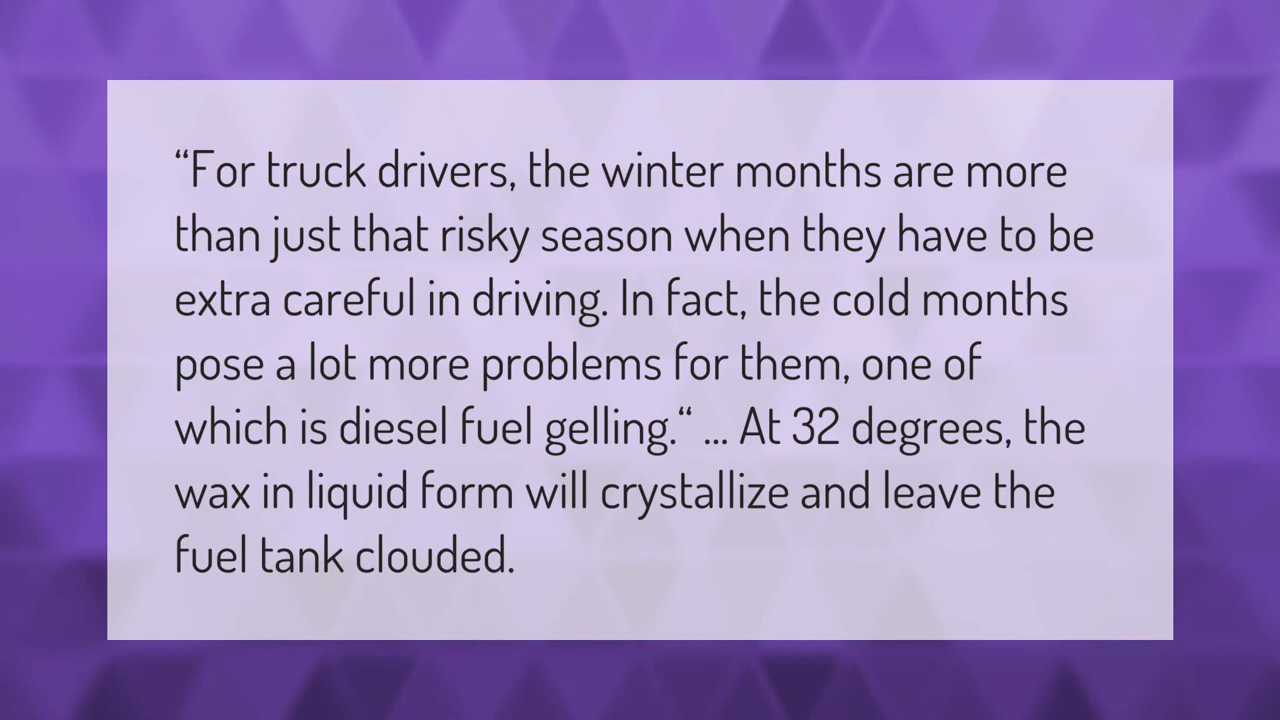 “For truck drivers, the winter months are more
than just that risky season when they have to be
extra careful in driving. In fact, the cold months
pose a lot more problems for them, one of
which is diesel fuel gelling.“ ... At 32 degrees, the
wax in liquid form will crystallize and leave the
fuel tank clouded.